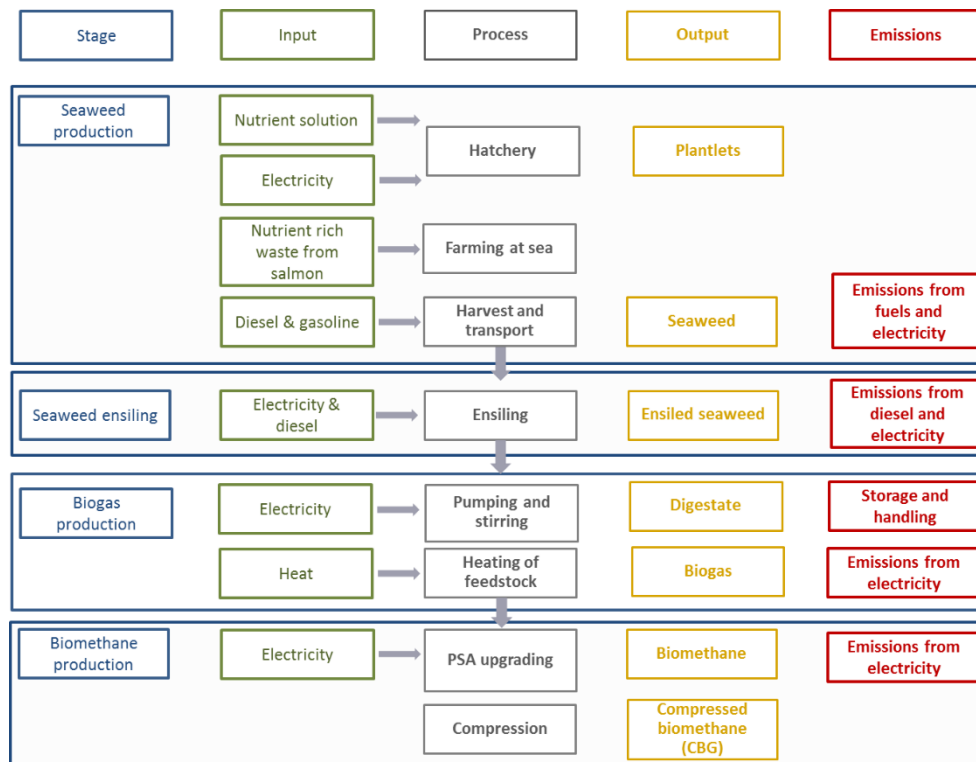 Stage
Input
Process
Output
Emissions
Seaweed
production
Nutrient solution
Hatchery
Plantlets
Electricity
Nutrient rich
waste from
salmon
Farming at sea
Diesel & gasoline
Harvest and
transport
Seaweed
Emissions from
fuels and
electricity
Seaweed ensiling
Electricity &
diesel
Ensiling
Ensiled seaweed
Emissions from
diesel and
electricity
Biogas
production
Electricity
Pumping and
stirring
Digestate
Storage and
handling
Heat
Heating of
feedstock
Biogas
Emissions from
electricity
Biomethane
production
Electricity
PSA upgrading
Biomethane
Emissions from
electricity
Compression
Compressed
biomethane
(CBG)